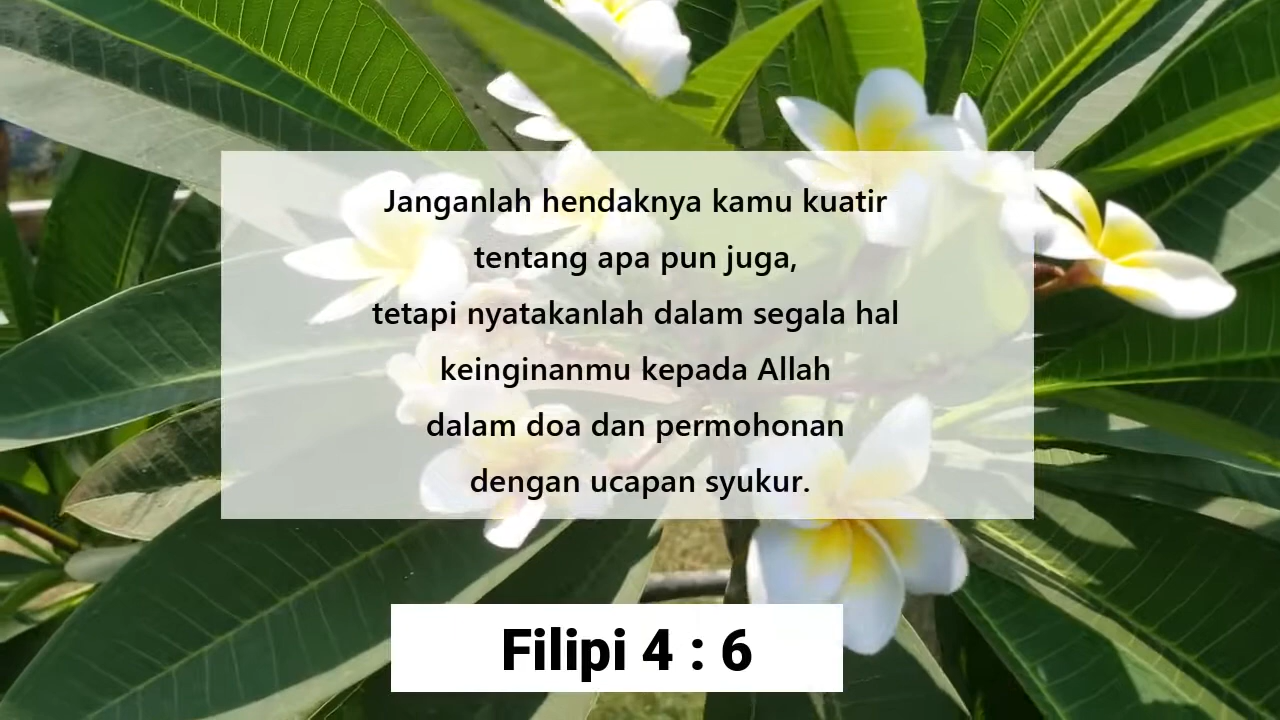 Janganlah hendaknya kamu kuatir
tentang apa pun juga,
tetapi nyatakanlah dalam segala hal
keinginanmu kepada Allah
dalam doa dan permohonan
dengan ucapan syukur.
Filipi 4 : 6